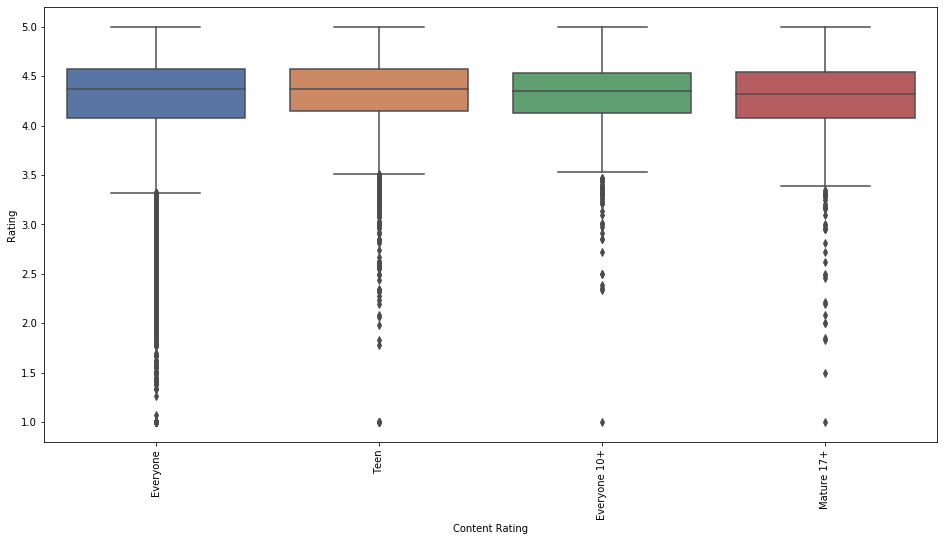 5.0
4.5
4.0
3.5
3.0
2.5
2.0
1.5
1.0
Rating
Everyone
Teen
Everyone 10+
Mature 17+
Content Rating